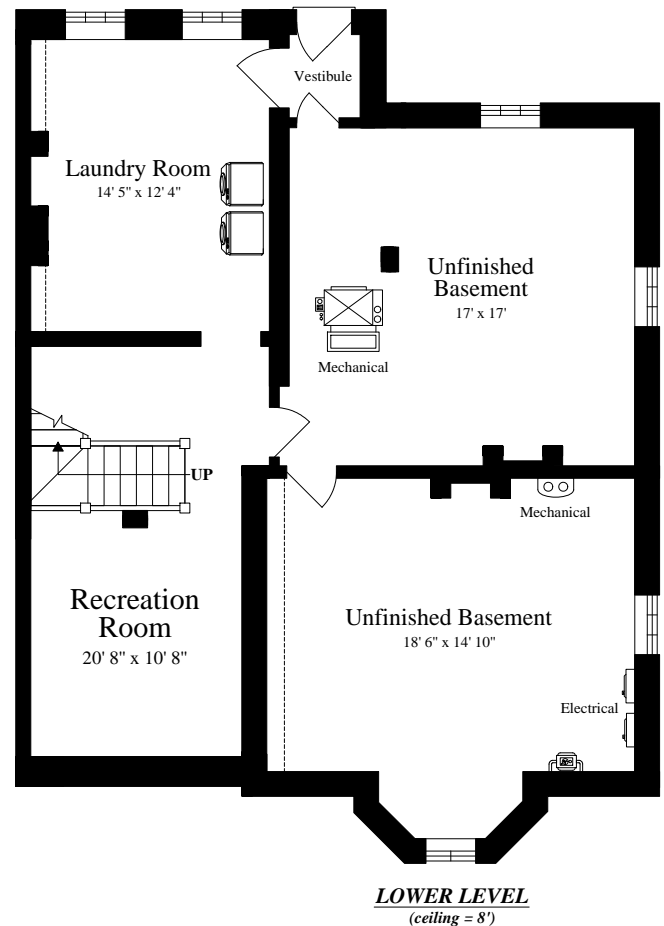 Vestibule
Laundry Room
14' 5" x 12' 4"
Unfinished
Basement
17' x 17'
Mechanical
UP
Mechanical
Recreation
Room
20' 8" x 10' 8"
Unfinished Basement
18' 6" x 14' 10"
Electrical
LOWER LEVEL
(ceiling = 8')